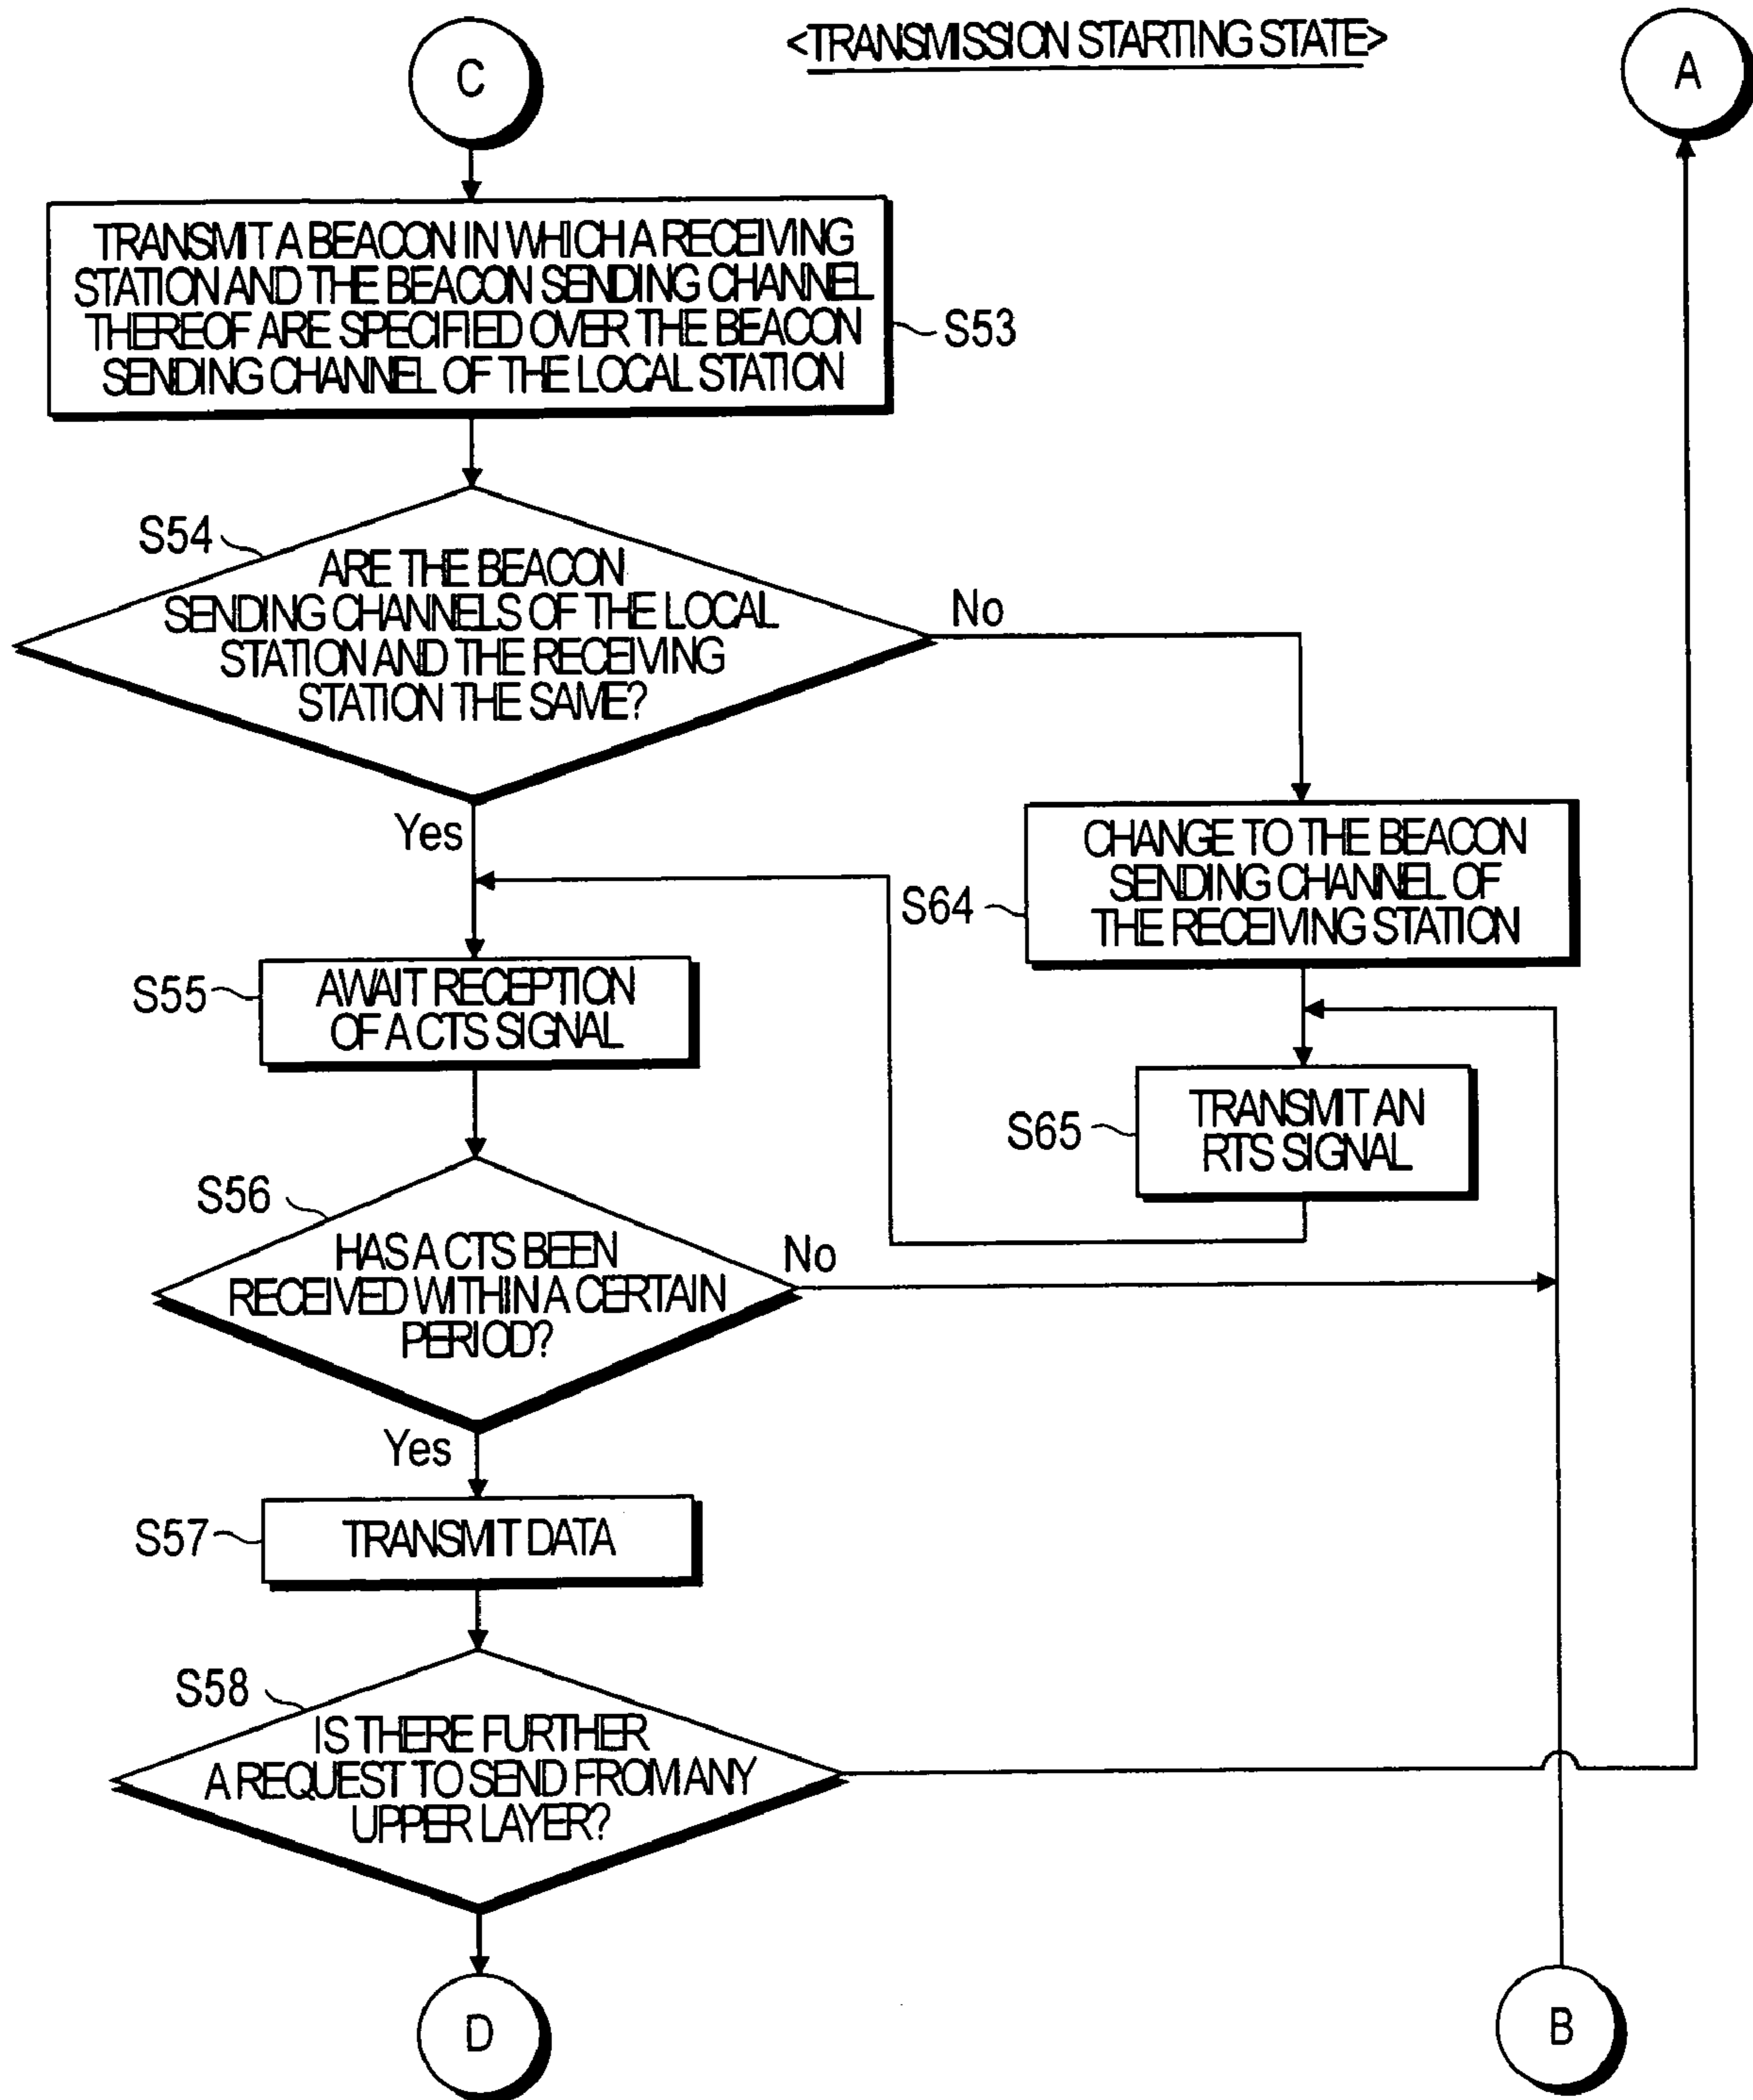 <TRANSMISSION STARTING STATE>
C
A
TRANSMIT A BEACON IN WHICH A RECEIVING
STATION AND THE BEACON SENDING CHANNEL
THEREOF ARE SPECIFIED OVER THE BEACON
SENDING CHANNEL OF THE LOCAL STATION
S53
S54
ARE THE BEACON
SENDING CHANNELS OF THE LOCAL
STATION AND THE RECEIVING
STATION THE SAME?
No
Yes
CHANGE TO THE BEACON
SENDING CHANNEL OF
THE RECEIVING STATION
S64
S55
AWAIT RECEPTION
OF A CTS SIGNAL
S65
TRANSMIT AN
RTS SIGNAL
S56
HAS A CTS BEEN
RECEIVED WITHIN A CERTAIN
PERIOD?
No
Yes
S57
TRANSMIT DATA
S58
IS THERE FURTHER
A REQUEST TO SEND FROM ANY
UPPER LAYER?
D
B